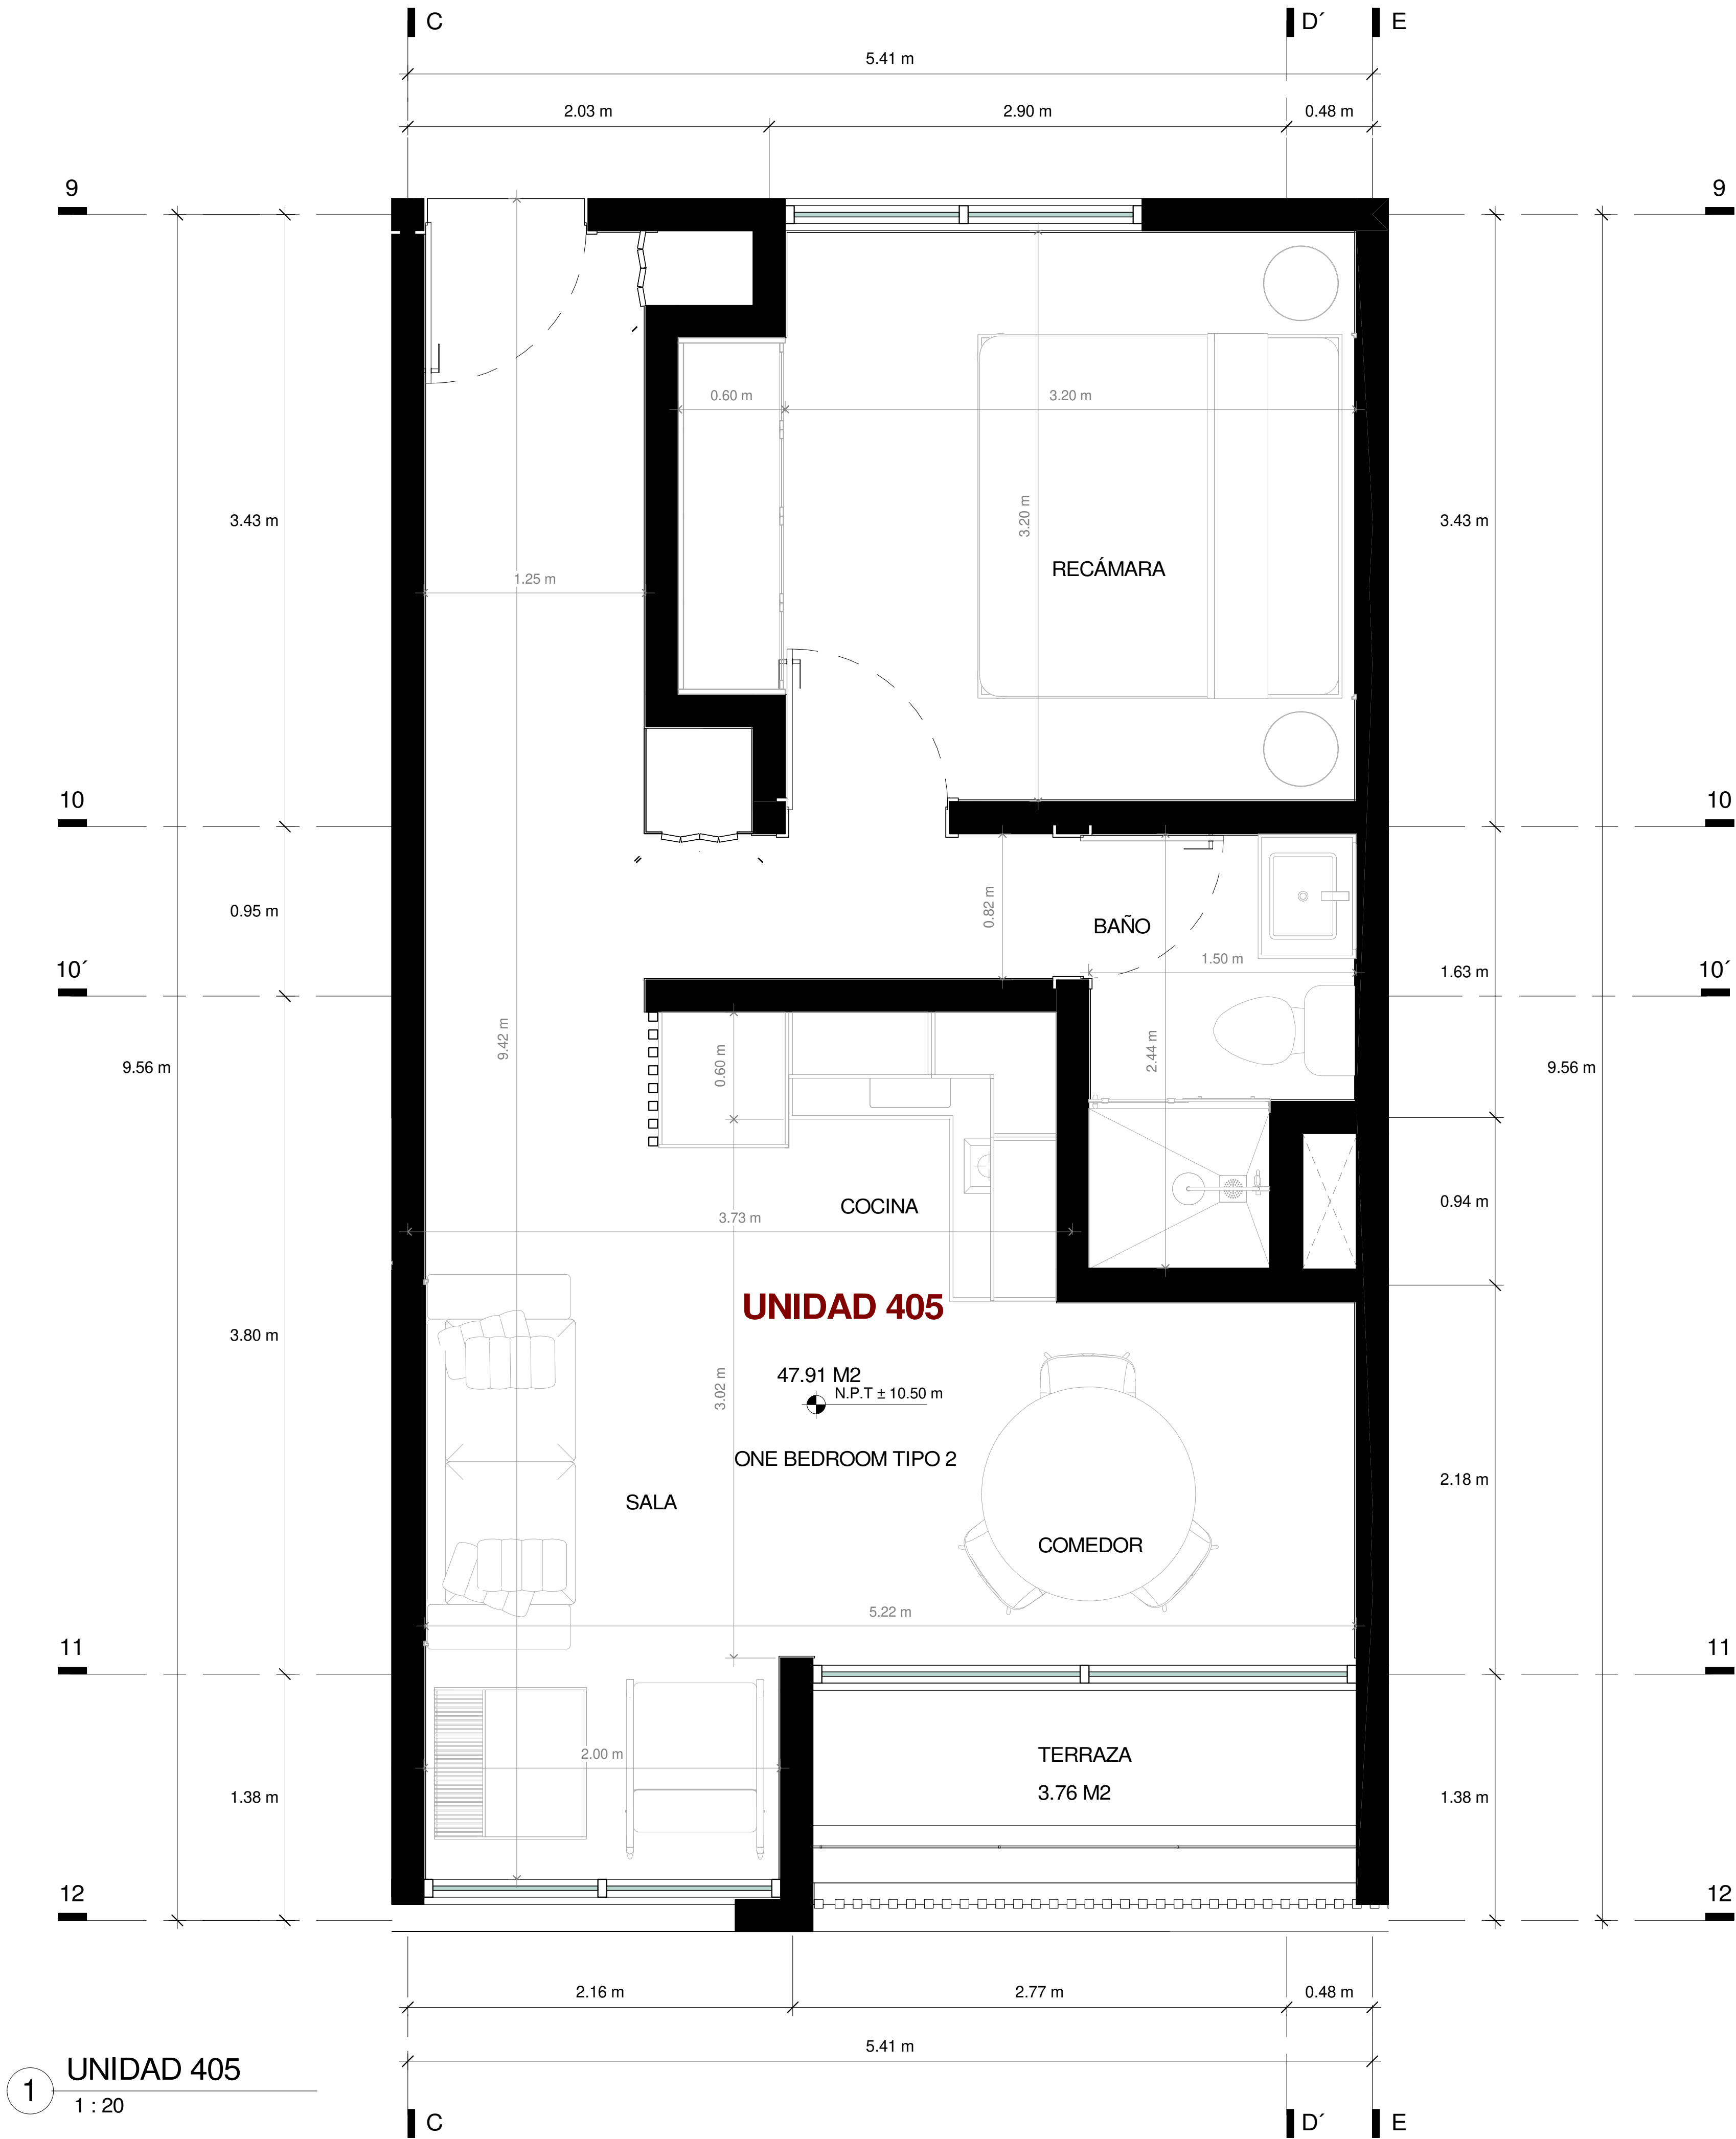 C
D´
E
5.41 m
2.03 m
2.90 m
0.48 m
9
9
0.60 m
3.20 m
3.20 m
3.43 m
3.43 m
RECÁMARA
1.25 m
10
10
0.82 m
0.95 m
BAÑO
1.50 m
10´
1.63 m
10´
9.42 m
2.44 m
0.60 m
9.56 m
9.56 m
COCINA
0.94 m
3.73 m
UNIDAD 405
3.80 m
47.91 M2
N.P.T ± 10.50 m
3.02 m
ONE BEDROOM TIPO 2
2.18 m
SALA
COMEDOR
5.22 m
11
11
2.00 m
TERRAZA
3.76 M2
1.38 m
1.38 m
12
12
2.16 m
2.77 m
0.48 m
5.41 m
1
UNIDAD 405
1 : 20
C
D´
E